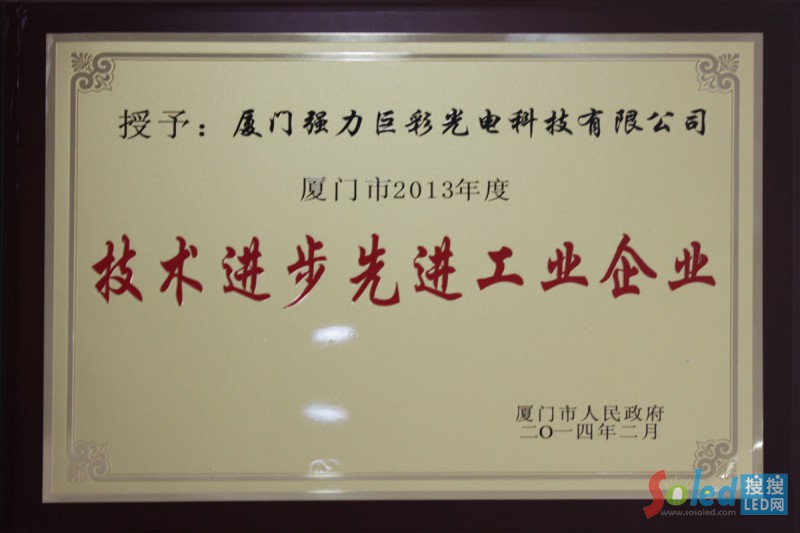 授予：厦门强力巨彩光电科技有限公司
厦门市2013年度
技术进步先进工业企业
厦门市人民政府
二〇一四年二月
Soled 搜搜LED网
www.sosoled.com